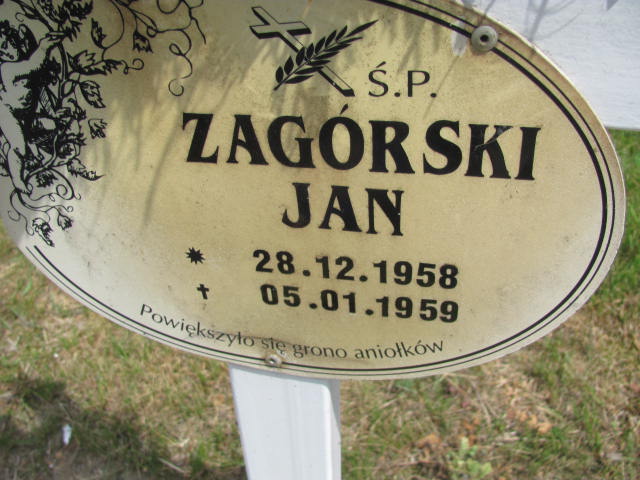 Ś.P.
ZAGÓRSKI
JAN
28.12.1958
05.01.1959
Powiększyło się grono aniołków